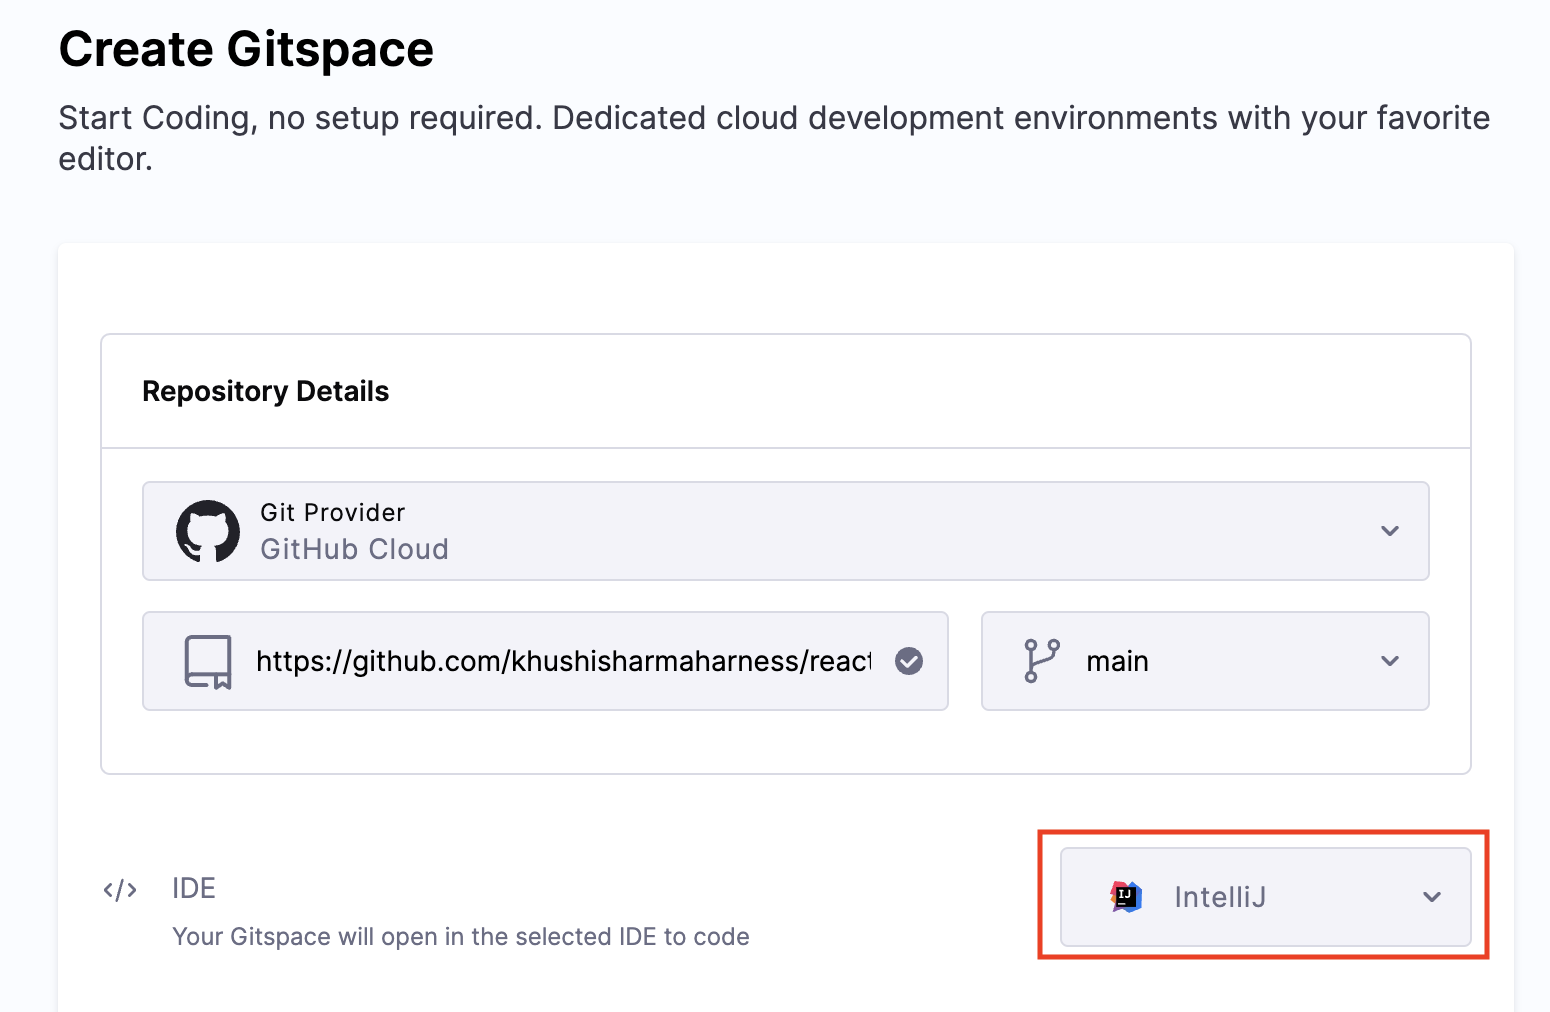 Create Gitspace
Start Coding, no setup required. Dedicated cloud development environments with your favorite
editor.
Repository Details
Git Provider
GitHub Cloud
https://github.com/khushisharmaharness/react
main
IDE
IJ
IntelliJ
Your Gitspace will open in the selected IDE to code